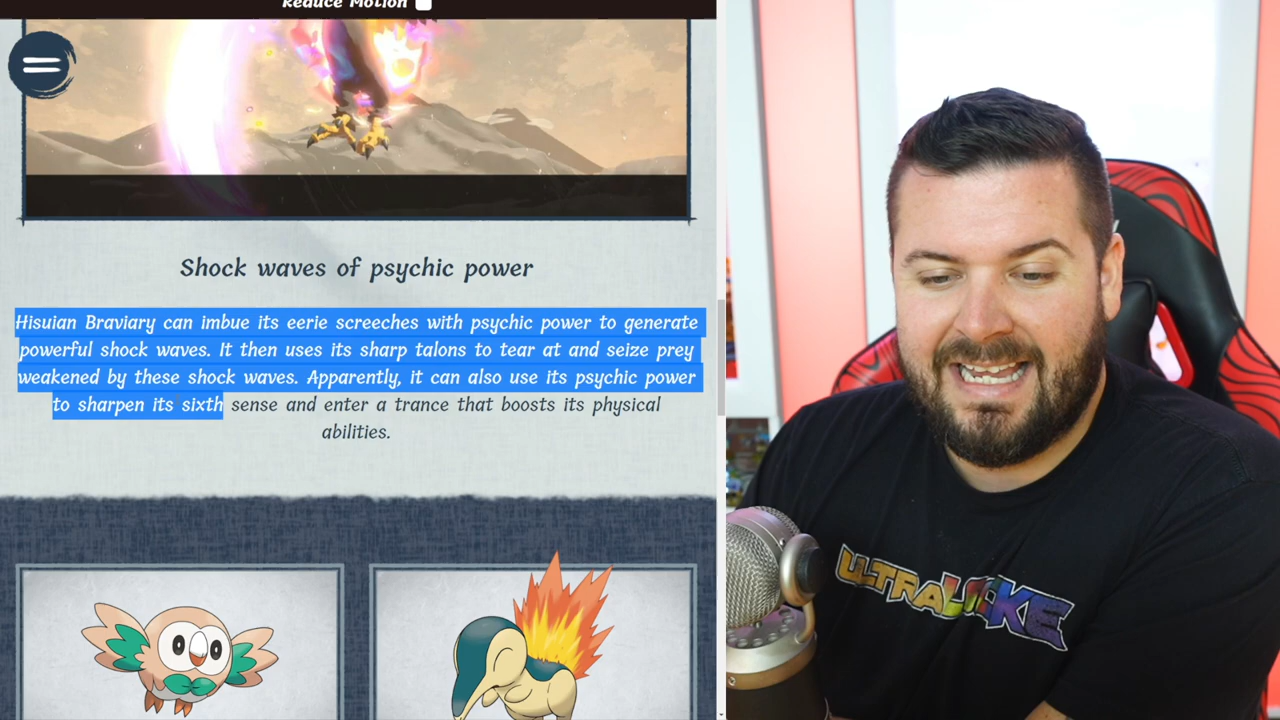 Reduce Motion
Shock waves of psychic power
Hisuian Braviary can imbue its eerie screeches with psychic power to generate
powerful shock waves. It then uses its sharp talons to tear at and seize prey
weakened by these shock waves. Apparently, it can also use its psychic power
to sharpen its sixth sense and enter a trance that boosts its physical
abilities.
ULTRALOCKE